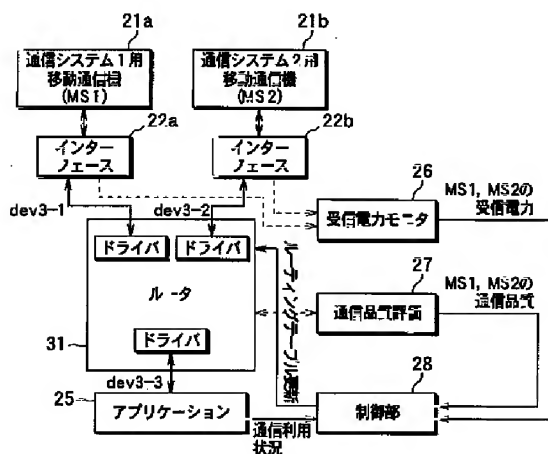 21a
21b
通信システム1用
移動通信機
(MS1)
通信システム2用
移動通信機
(MS2)
22a
22b
インター
フェース
インター
フェース
26
MS1, MS2の
受信電力
dev3-1
dev3-2
受信電力モニタ
ドライバ
ドライバ
27
MS1, MS2の
通信品質
ルータ
ルーティングテーブル更新
通信品質評価
ドライバ
31
dev3-3
28
25
アプリケーション
制御部
通信利用
状況